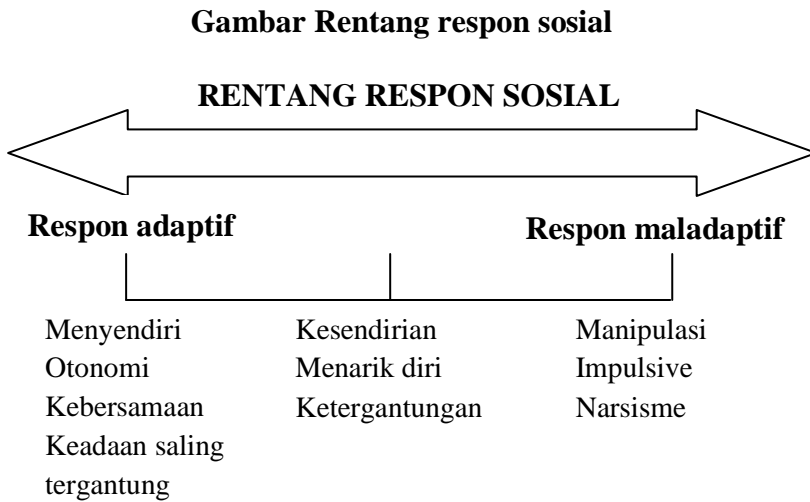 Gambar Rentang respon sosial
RENTANG RESPON SOSIAL
Respon adaptif
Respon maladaptif
Menyendiri
Otonomi
Kebersamaan
Keadaan saling
tergantung
Kesendirian
Menarik diri
Ketergantungan
Manipulasi
Impulsive
Narsisme